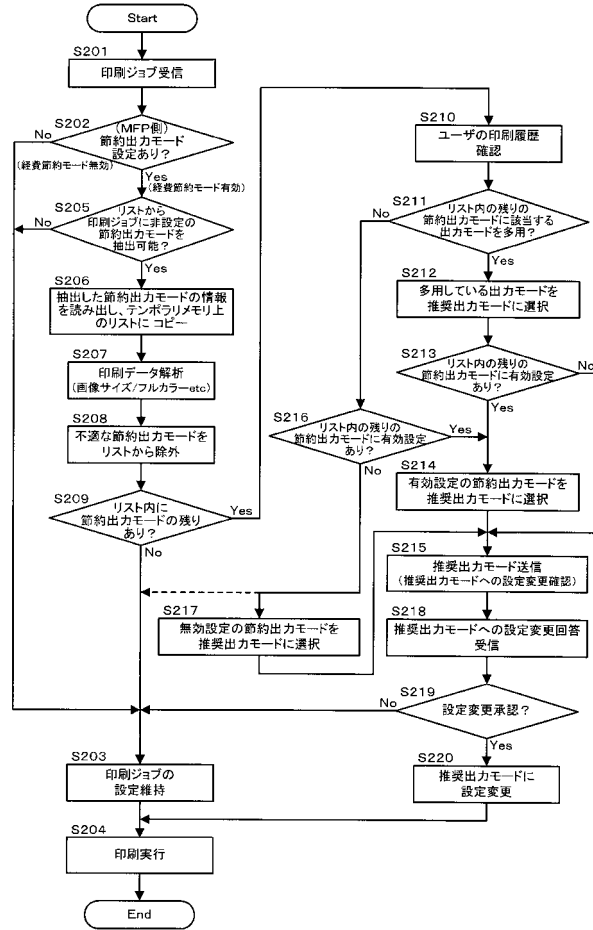 Start
S201
印刷ジョブ受信
S202
(MFP側)
節約出力モード
設定あり？
No
(経費節約モード無効)
Yes
(経費節約モード有効)
S205
リストから
印刷ジョブに非設定の
節約出力モードを
抽出可能？
No
Yes
S206
抽出した節約出力モードの情報
を読み出し、テンポラリメモリ上
のリストに コピー
S207
印刷データ解析
(画像サイズ/フルカラーetc)
S208
不適な節約出力モードを
リストから除外
S209
リスト内に
節約出力モードの残り
あり？
Yes
No
S210
ユーザの印刷履歴
確認
S211
リスト内の残りの
節約出力モードに該当する
出力モードを多用？
No
Yes
S212
多用している出力モードを
推奨出力モードに選択
S213
リスト内の残りの
節約出力モードに有効設定
あり？
No
Yes
S216
リスト内の残りの
節約出力モードに有効設定
あり？
Yes
No
S214
有効設定の節約出力モードを
推奨出力モードに選択
S215
推奨出力モード送信
(推奨出力モードへの設定変更確認)
S217
無効設定の節約出力モードを
推奨出力モードに選択
S218
推奨出力モードへの設定変更回答
受信
S219
設定変更承認？
No
Yes
S203
印刷ジョブの
設定維持
S220
推奨出力モードに
設定変更
S204
印刷実行
End